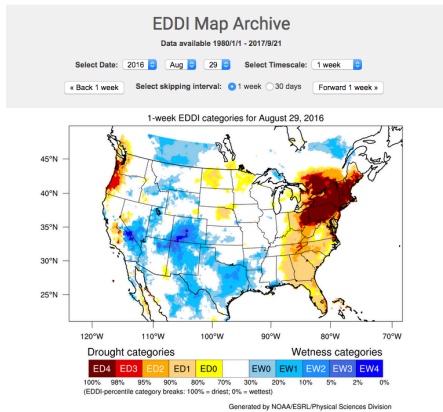 EDDI Map Archive
Data available 1980/1/1 - 2017/9/21
Select Date: 2016 Aug 29 Select Timescale: 1 week
« Back 1 week Select skipping interval: 1 week 30 days Forward 1 week »
1-week EDDI categories for August 29, 2016
45°N
40°N
35°N
30°N
25°N
120°W 110°W 100°W 90°W 80°W 70°W
Drought categories Wetness categories
ED4 ED3 ED2 ED1 ED0 EW0 EW1 EW2 EW3 EW4
100% 98% 95% 90% 80% 70% 30% 20% 10% 5% 2% 0%
(EDDI-percentile category breaks: 100% = driest; 0% = wettest)
Generated by NOAA/ESRL/Physical Sciences Division